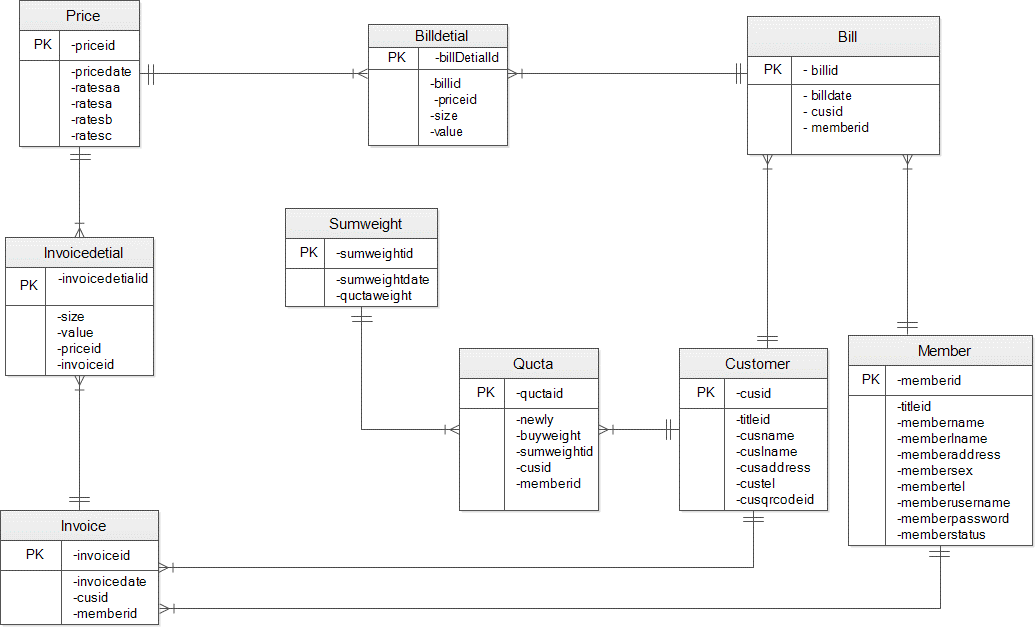 Price
PK -priceid
-pricedate
-ratesaa
-ratesa
-ratesb
-ratesc
Billdetial
PK -billDetialId
-billid
-priceid
-size
-value
Bill
PK - billid
- billdate
- cusid
- memberid
Sumweight
PK -sumweightid
-sumweightdate
-quctaweight
Invoicedetial
PK -invoicedetialid
-size
-value
-priceid
-invoiceid
Qucta
PK -quctaid
-newly
-buyweight
-sumweightid
-cusid
-memberid
Customer
PK -cusid
-titleid
-cusname
-cuslname
-cusaddress
-custel
-cusqrcodeid
Member
PK -memberid
-titleid
-membername
-memberlname
-memberaddress
-membersex
-membertel
-memberusername
-memberpassword
-memberstatus
Invoice
PK -invoiceid
-invoicedate
-cusid
-memberid